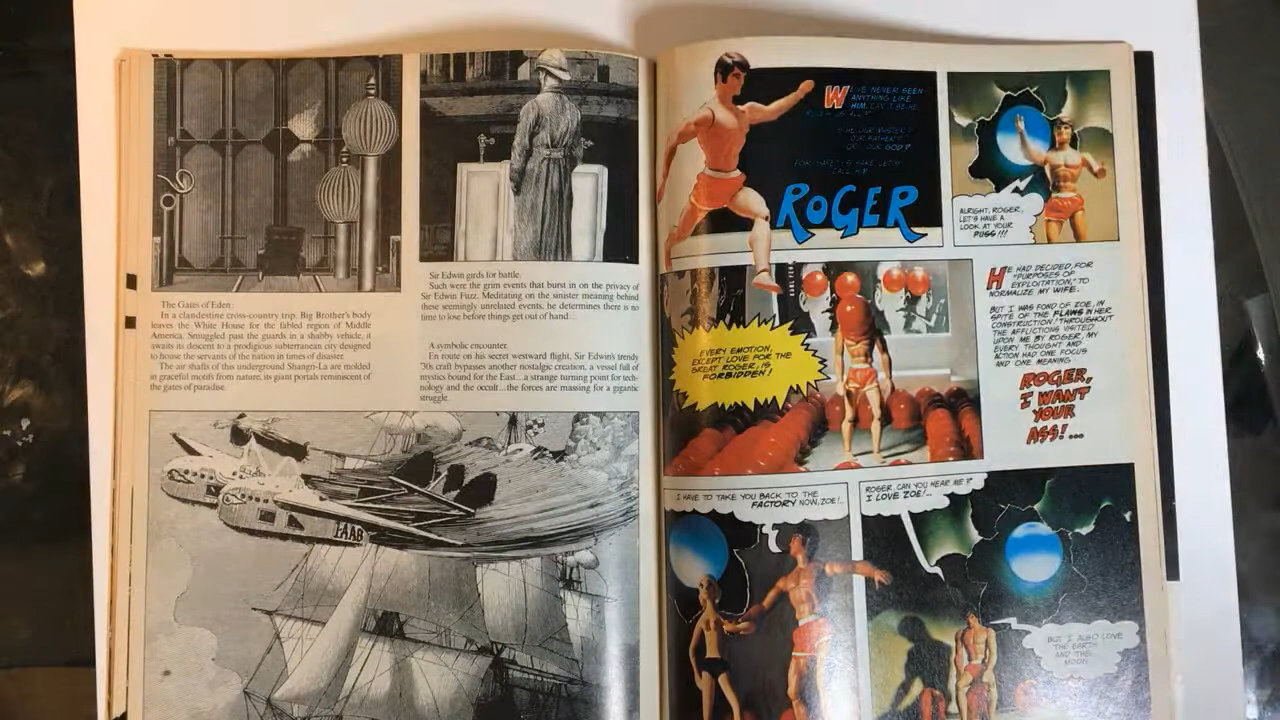 The Gates of Eden:
In a clandestine cross-country trip, Big Brother's body
leaves the White House for the fabled region of Middle
America. Smuggled past the guards in a shabby vehicle, it
awaits its descent to a prodigious subterranean city designed
to house the servants of the nation in times of disaster.
The air shafts of this underground Shangri-La are molded
in graceful motifs from nature, its giant portals reminiscent of
the gates of paradise.
Sir Edwin girds for battle.
Such were the grim events that burst in on the privacy of
Sir Edwin Fuzz. Meditating on the sinister meaning behind
these seemingly unrelated events, he determines there is no
time to lose before things get out of hand...
A symbolic encounter.
En route on his secret westward flight, Sir Edwin's trendy
'30s craft bypasses another nostalgic creation, a vessel full of
mystics bound for the East...a strange turning point for tech-
nology and the occult...the forces are massing for a gigantic
struggle.
I-AAB
NEVER SEEN
ANYTHING LIKE
HIM.
OR OUR GOD?
ROGER
ALRIGHT, ROGER,
LET'S HAVE A
LOOK AT YOUR
PUSS!!!
EVERY EMOTION,
EXCEPT LOVE FOR THE
GREAT ROGER, IS
FORBIDDEN!
HE HAD DECIDED, FOR
"PURPOSES OF
EXPLOITATION," TO
NORMALIZE MY WIFE.
BUT I WAS FOND OF ZOE, IN
SPITE OF THE FLAWS IN HER
CONSTRUCTION! THROUGHOUT
THE AFFLICTIONS VISITED
UPON ME BY ROGER, MY
EVERY THOUGHT AND
ACTION HAD ONE FOCUS
AND ONE MEANING
ROGER,
I WANT
YOUR
ASS!...
I HAVE TO TAKE YOU BACK TO THE
FACTORY NOW, ZOE!..
ROGER, CAN YOU HEAR ME?
I LOVE ZOE!..
BUT I ALSO LOVE
THE EARTH
AND THE
MOON